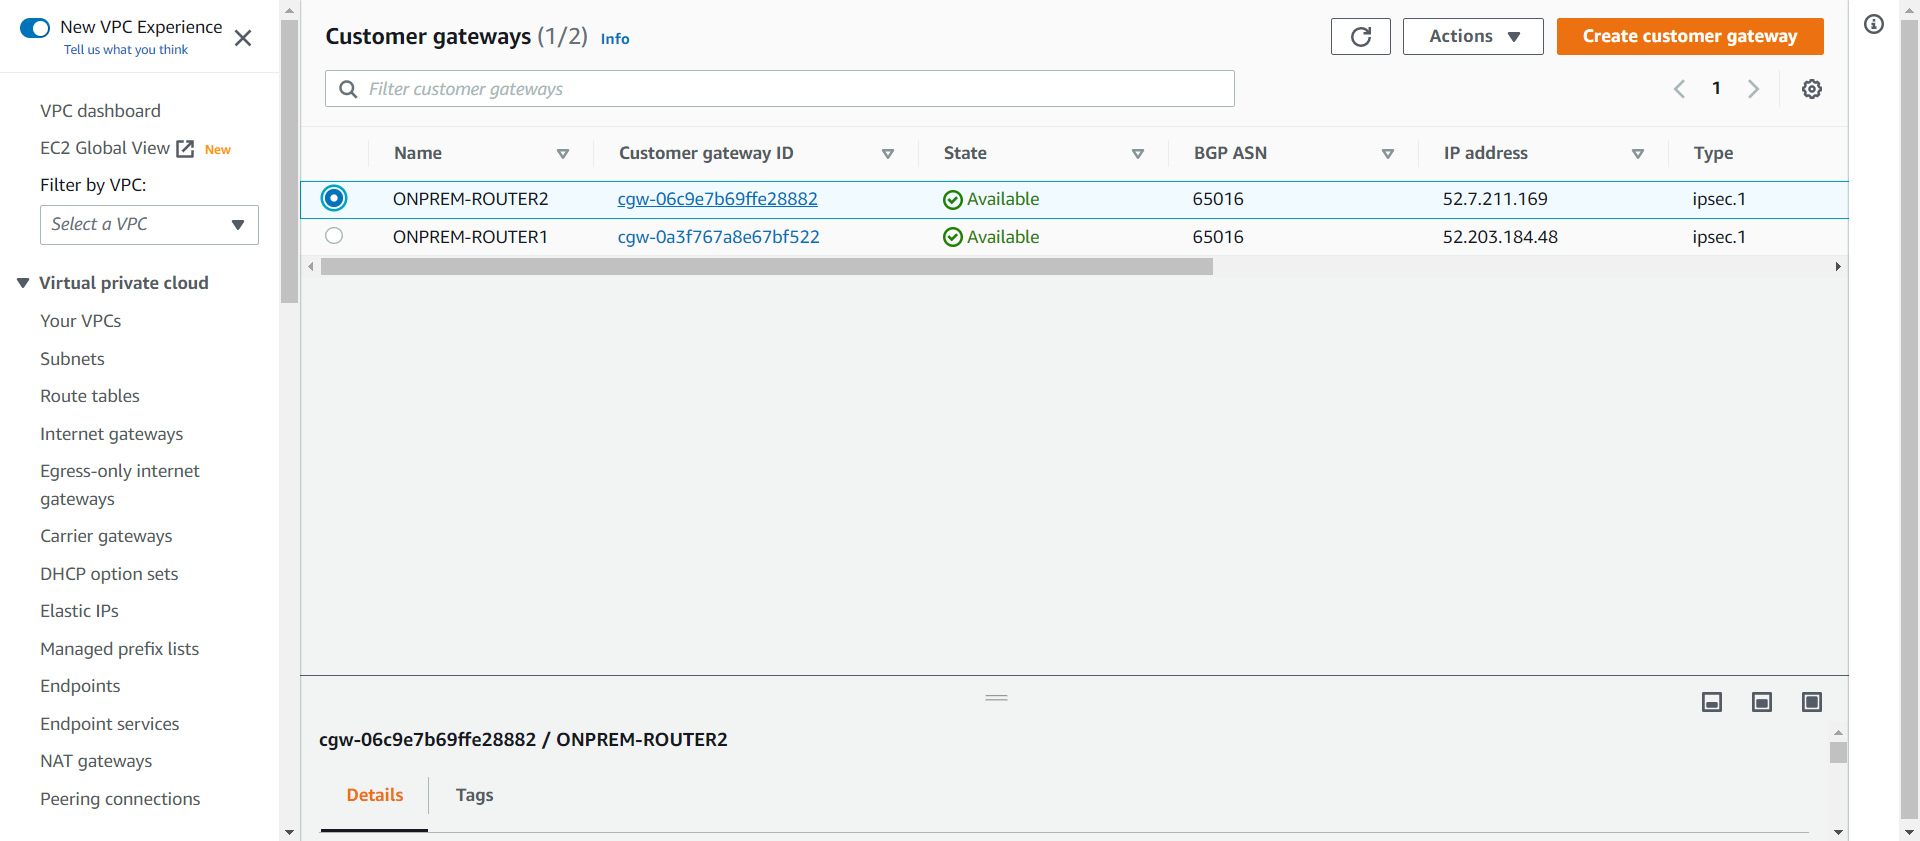 New VPC Experience
Tell us what you think
VPC dashboard
EC2 Global View New
Filter by VPC:
Select a VPC
Virtual private cloud
Your VPCs
Subnets
Route tables
Internet gateways
Egress-only internet
gateways
Carrier gateways
DHCP option sets
Elastic IPs
Managed prefix lists
Endpoints
Endpoint services
NAT gateways
Peering connections
Customer gateways (1/2) Info
Actions
Create customer gateway
Filter customer gateways
1
Name Customer gateway ID State BGP ASN IP address Type
ONPREM-ROUTER2 cgw-06c9e7b69ffe28882 Available 65016 52.7.211.169 ipsec.1
ONPREM-ROUTER1 cgw-0a3f767a8e67bf522 Available 65016 52.203.184.48 ipsec.1
cgw-06c9e7b69ffe28882 / ONPREM-ROUTER2
Details Tags